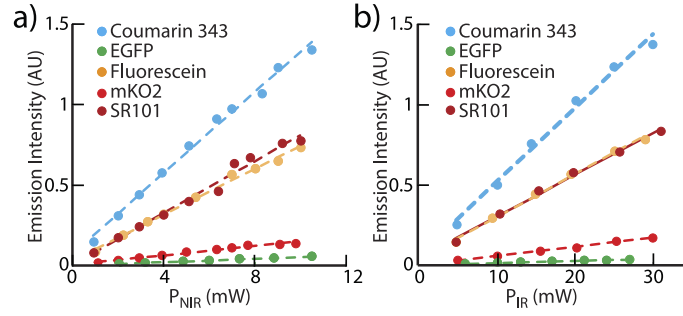 a)
1.5
1
0.5
0
Emission Intensity (AU)
Coumarin 343
EGFP
Fluorescein
mKO2
SR101
0 4 8 12
P_NIR (mW)
b)
1.5
1
0.5
0
Emission Intensity (AU)
Coumarin 343
EGFP
Fluorescein
mKO2
SR101
0 10 20 30
P_IR (mW)